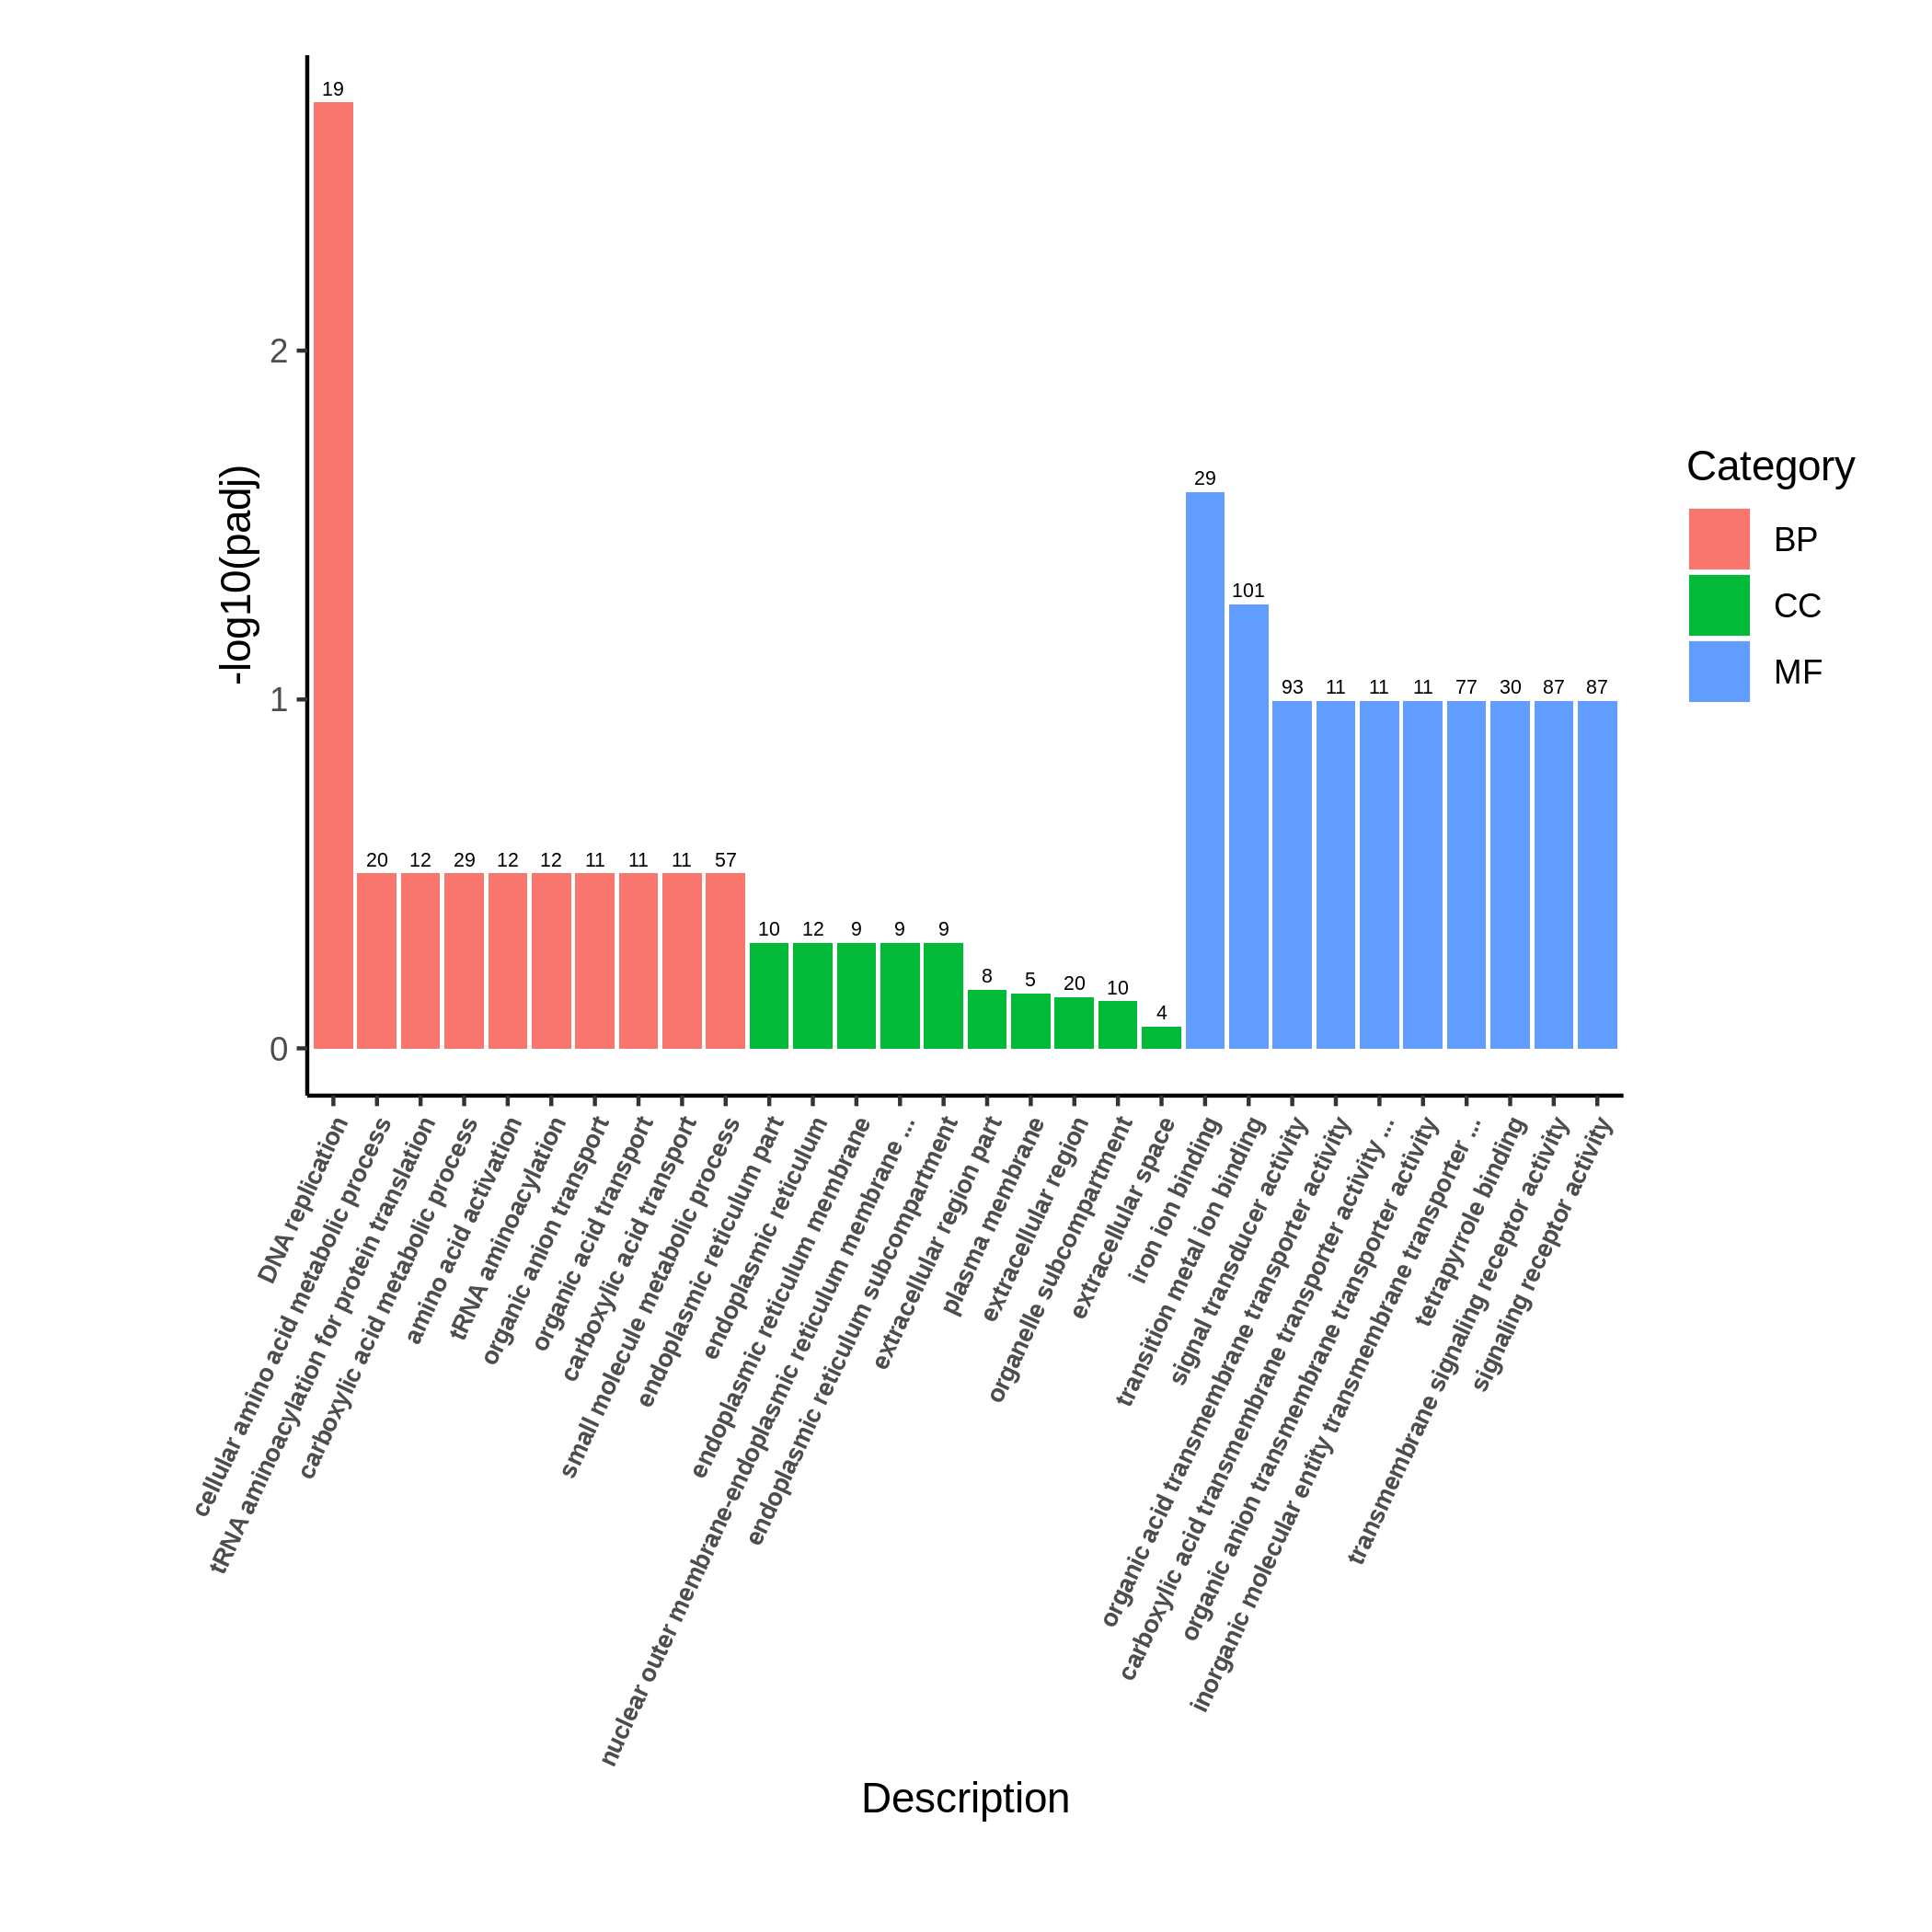 -log10(padj)
2
1
0
19
20
12
29
12
12
11
11
11
57
10
12
9
9
9
8
5
20
10
4
29
101
93
11
11
11
77
30
87
87
DNA replication
cellular amino acid metabolic process
tRNA aminoacylation for protein translation
carboxylic acid metabolic process
amino acid activation
tRNA aminoacylation
organic anion transport
organic acid transport
carboxylic acid transport
small molecule metabolic process
endoplasmic reticulum part
endoplasmic reticulum
endoplasmic reticulum membrane
nuclear outer membrane-endoplasmic reticulum membrane ...
endoplasmic reticulum subcompartment
extracellular region part
plasma membrane
extracellular region
organelle subcompartment
extracellular space
iron ion binding
transition metal ion binding
signal transducer activity
organic acid transmembrane transporter activity
carboxylic acid transmembrane transporter activity ...
organic anion transmembrane transporter activity
inorganic molecular entity transmembrane transporter ...
tetrapyrrole binding
transmembrane signaling receptor activity
signaling receptor activity
Description
Category
BP
CC
MF